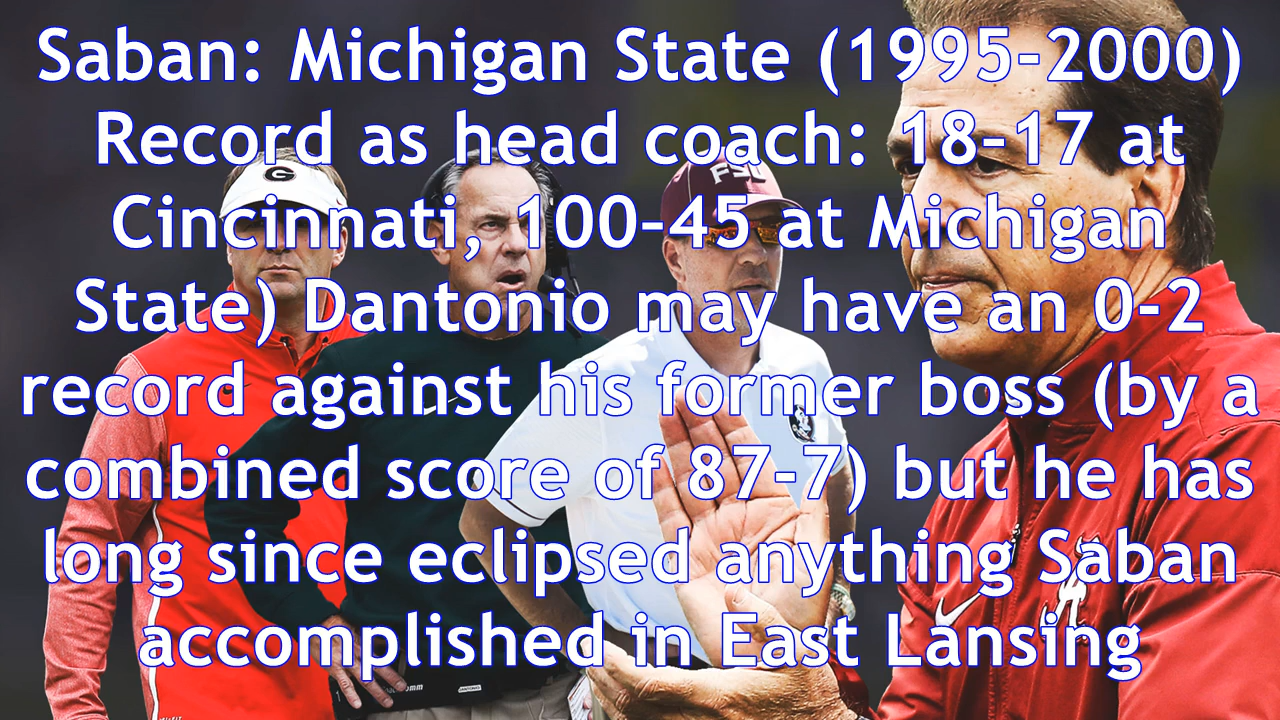 Saban: Michigan State (1995-2000)
Record as head coach: 18–17 at
Cincinnati, 100–45 at Michigan
State) Dantonio may have an 0-2
record against his former boss (by a
combined score of 87–7) but he has
long since eclipsed anything Saban
accomplished in East Lansing
G
FSU
DANTONIO